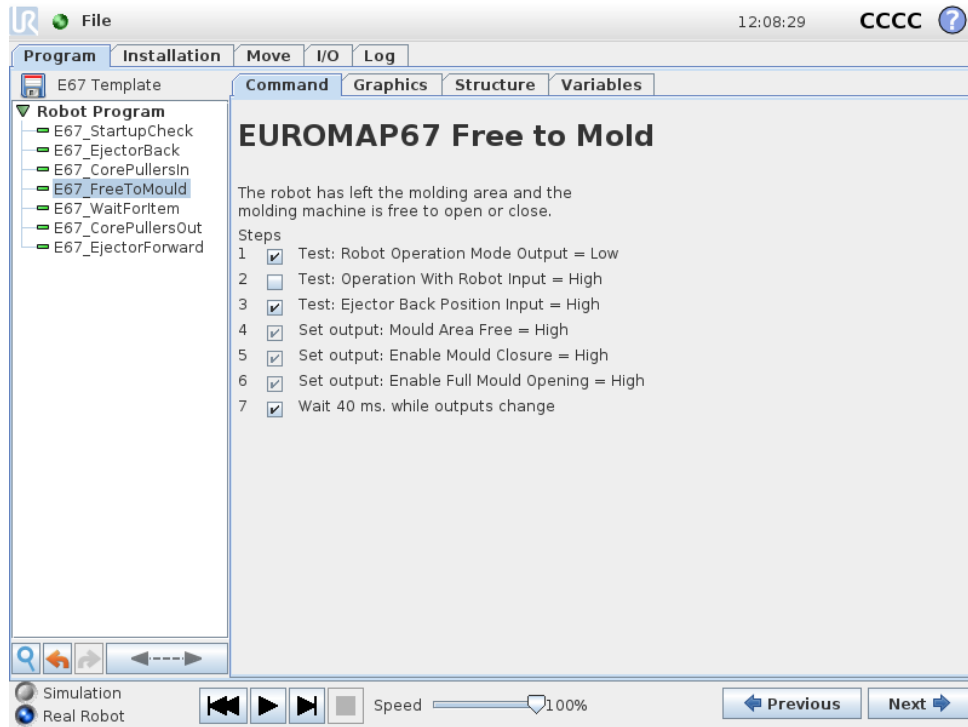 UR File 12:08:29 CCCC ?
Program Installation Move I/O Log
E67 Template Command Graphics Structure Variables
Robot Program
E67_StartupCheck
E67_EjectorBack
E67_CorePullersIn
E67_FreeToMould
E67_WaitForItem
E67_CorePullersOut
E67_EjectorForward
EUROMAP67 Free to Mold
The robot has left the molding area and the
molding machine is free to open or close.
Steps
1 Test: Robot Operation Mode Output = Low
2 Test: Operation With Robot Input = High
3 Test: Ejector Back Position Input = High
4 Set output: Mould Area Free = High
5 Set output: Enable Mould Closure = High
6 Set output: Enable Full Mould Opening = High
7 Wait 40 ms. while outputs change
Simulation
Real Robot
Speed 100% Previous Next